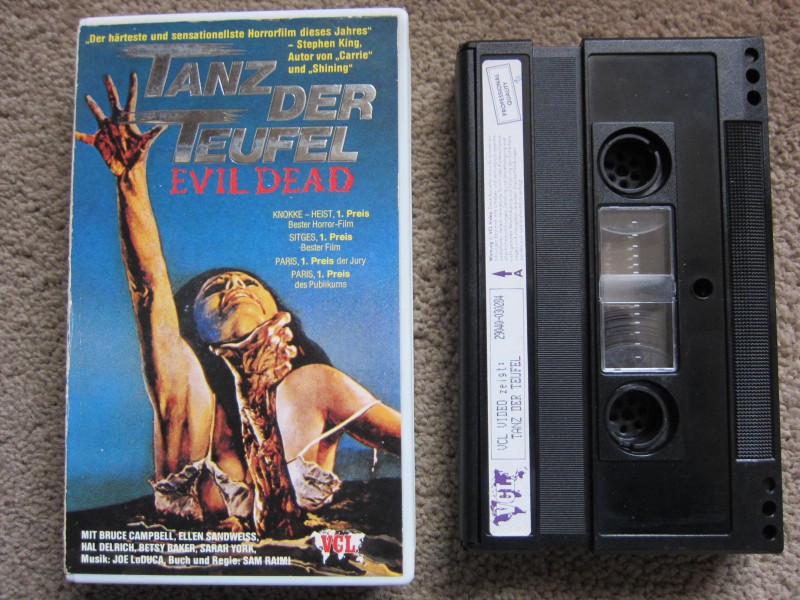 „Der härteste und sensationellste Horrorfilm dieses Jahres"
– Stephen King,
Autor von „Carrie"
und „Shining"
TANZ
DER
TEUFEL
EVIL DEAD
KNOKKE – HEIST, 1. Preis
Bester Horror-Film
SITGES, 1. Preis
Bester Film
PARIS, 1. Preis der Jury
PARIS, 1. Preis
des Publikums
MIT BRUCE CAMPBELL, ELLEN SANDWEISS,
HAL DELRICH, BETSY BAKER, SARAH YORK,
Musik: JOE LoDUCA, Buch und Regie: SAM RAIMI
VCL
PROFESSIONAL
QUALITY
A
29040-030204
VCL VIDEO zeigt:
TANZ DER TEUFEL
VCL